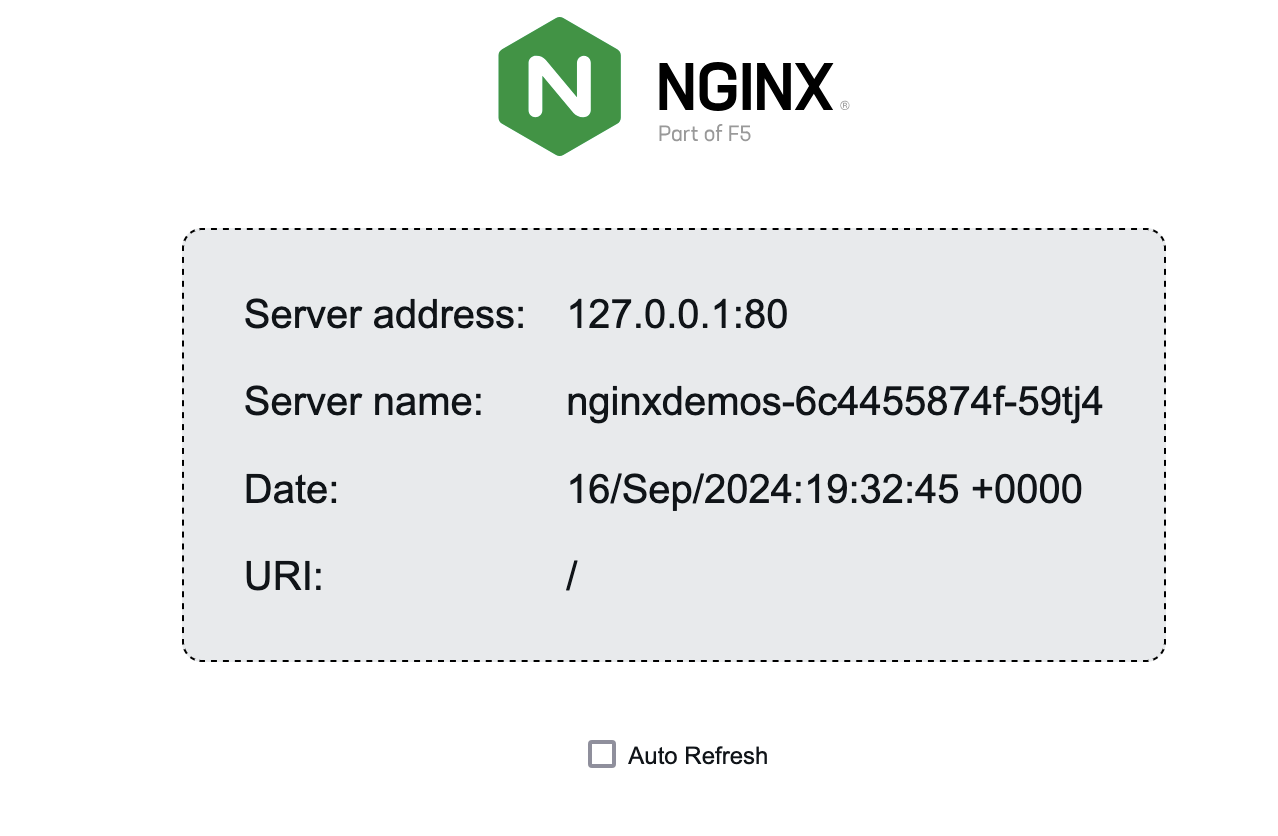 N NGINX®
Part of F5
Server address: 127.0.0.1:80
Server name: nginxdemos-6c4455874f-59tj4
Date: 16/Sep/2024:19:32:45 +0000
URI: /
Auto Refresh